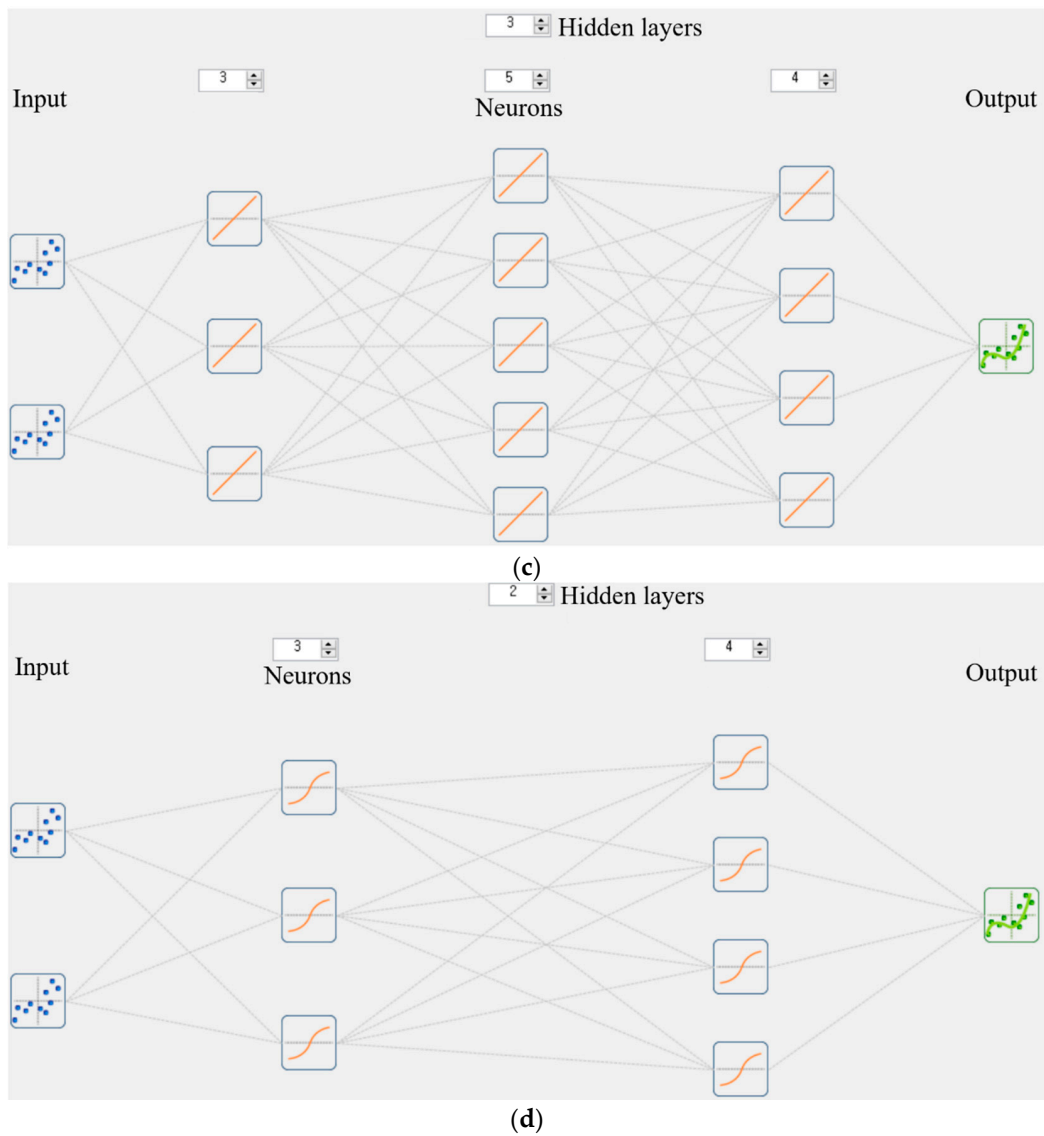 3 Hidden layers
3 5 4
Input Output
Neurons
(c)
2 Hidden layers
3 4
Input Output
Neurons
(d)